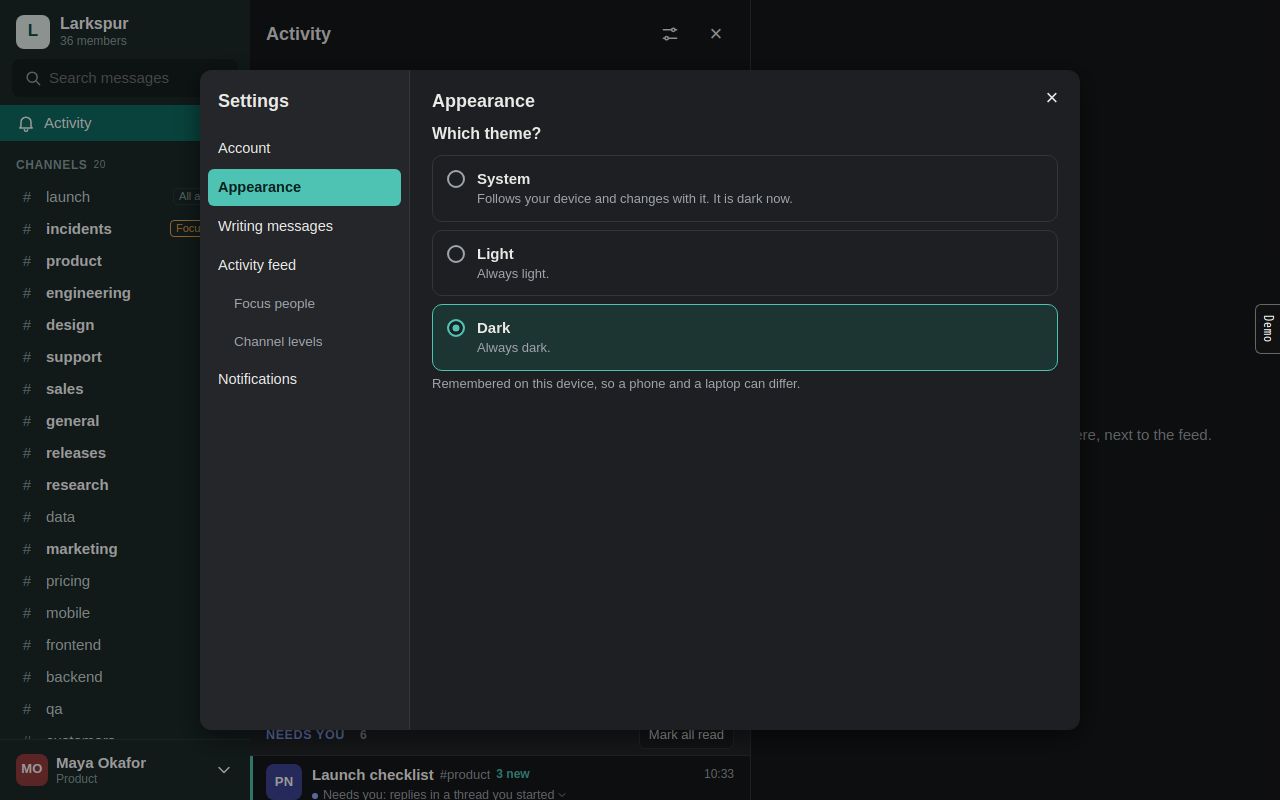 L
Larkspur
36 members
Search messages
Activity
CHANNELS 20
# launch All a
# incidents Focu
# product
# engineering
# design
# support
# sales
# general
# releases
# research
# data
# marketing
# pricing
# mobile
# frontend
# backend
# qa
MO
Maya Okafor
Product
Activity
Settings
Account
Appearance
Writing messages
Activity feed
Focus people
Channel levels
Notifications
Appearance
Which theme?
System
Follows your device and changes with it. It is dark now.
Light
Always light.
Dark
Always dark.
Remembered on this device, so a phone and a laptop can differ.
NEEDS YOU 6
Mark all read
PN
Launch checklist #product 3 new 10:33
Needs you: replies in a thread you started
ere, next to the feed.
Demo